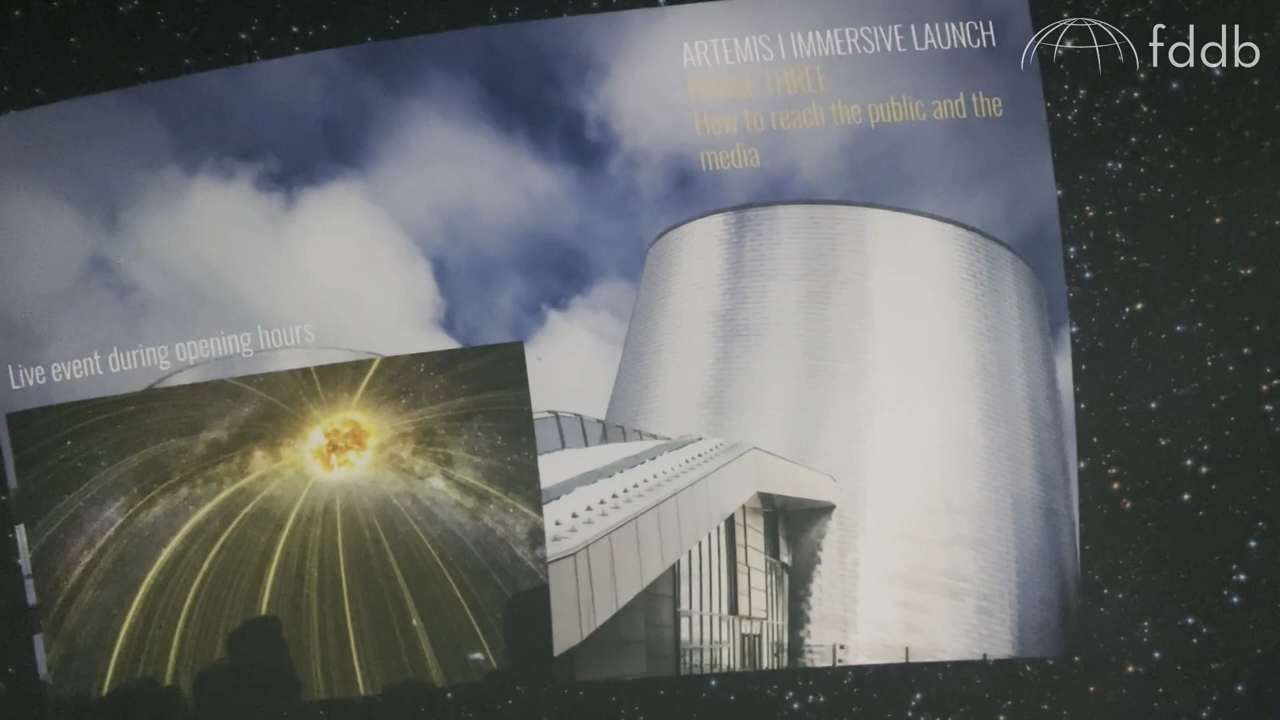 ARTEMIS I IMMERSIVE LAUNCH
PHASE THREE
How to reach the public and the
media
fddb
Live event during opening hours